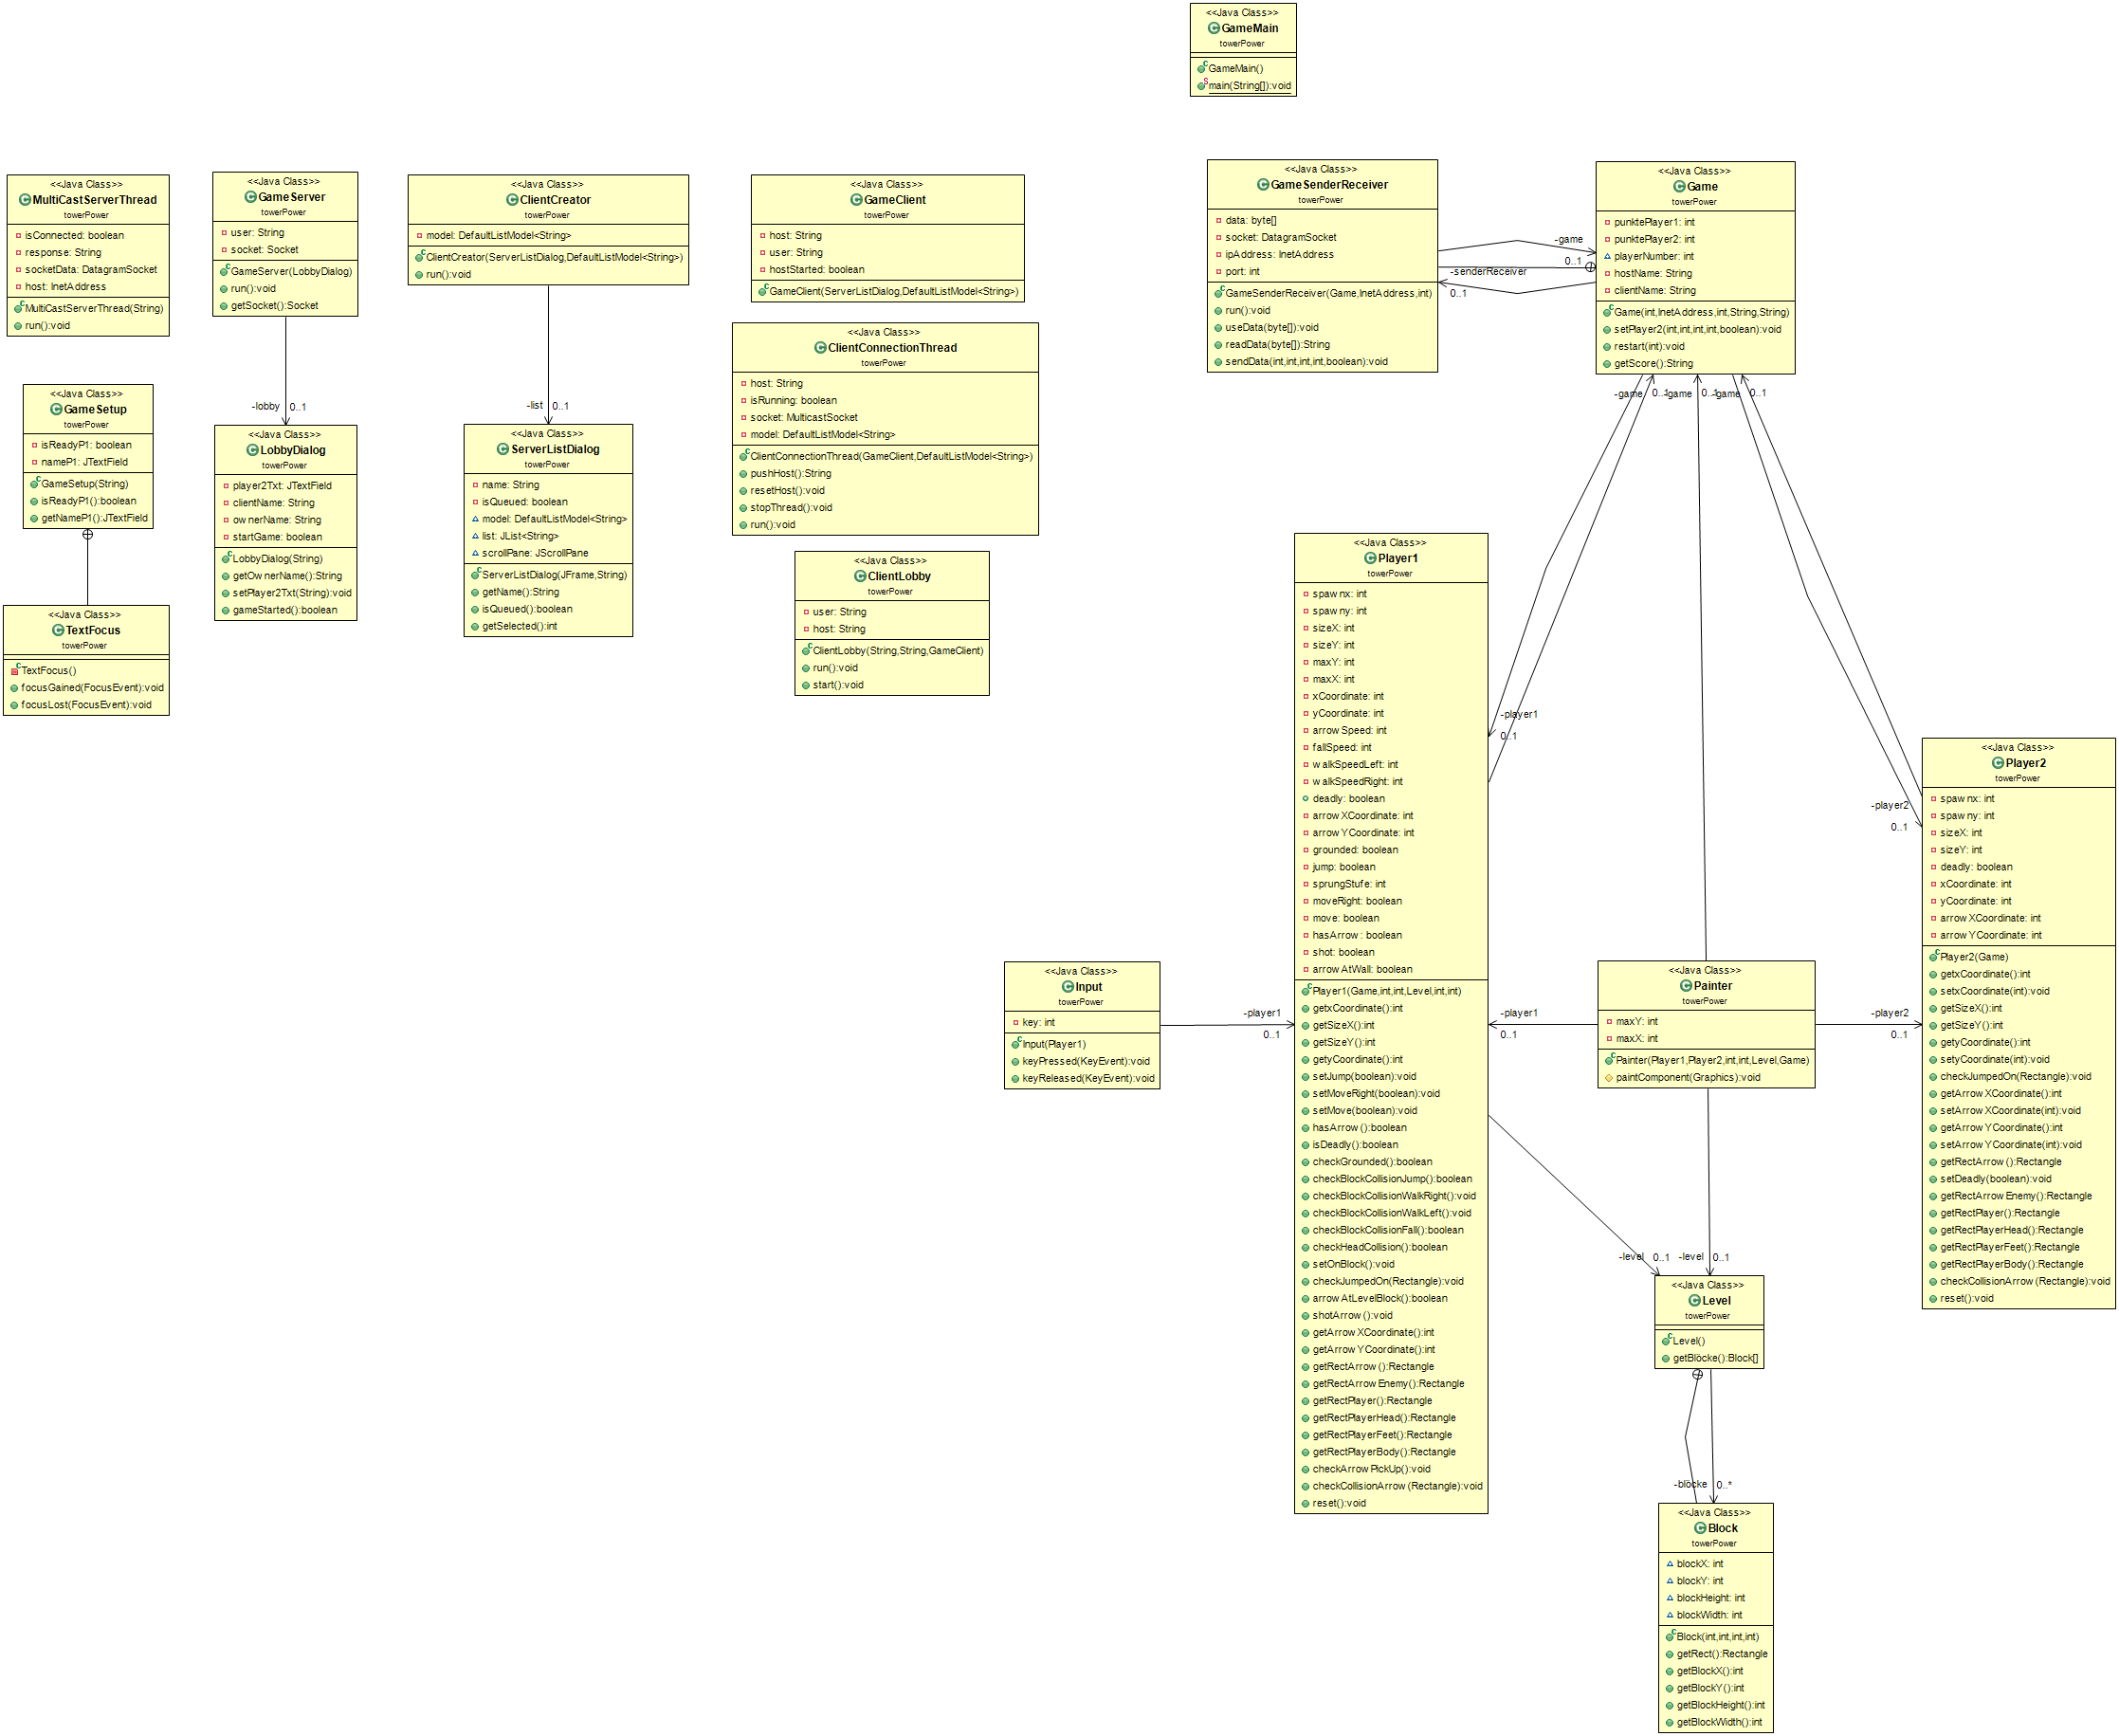 <<Java Class>>
GameMain
towerPower
GameMain()
main(String[]):void
<<Java Class>>
MultiCastServerThread
towerPower
isConnected: boolean
response: String
socketData: DatagramSocket
host: InetAddress
MultiCastServerThread(String)
run():void
<<Java Class>>
GameServer
towerPower
user: String
socket: Socket
GameServer(LobbyDialog)
run():void
getSocket():Socket
-lobby 0..1
<<Java Class>>
ClientCreator
towerPower
model: DefaultListModel<String>
ClientCreator(ServerListDialog,DefaultListModel<String>)
run():void
-list 0..1
<<Java Class>>
GameClient
towerPower
host: String
user: String
hostStarted: boolean
GameClient(ServerListDialog,DefaultListModel<String>)
<<Java Class>>
GameSenderReceiver
towerPower
data: byte[]
socket: DatagramSocket
ipAddress: InetAddress
port: int
GameSenderReceiver(Game,InetAddress,int)
run():void
useData(byte[]):void
readData(byte[]):String
sendData(int,int,int,int,boolean):void
-game
0..1
-senderReceiver
0..1
<<Java Class>>
Game
towerPower
punktePlayer1: int
punktePlayer2: int
playerNumber: int
hostName: String
clientName: String
Game(int,InetAddress,int,String,String)
setPlayer2(int,int,int,int,boolean):void
restart(int):void
getScore():String
-game 0..1
-game 0..1
-game 0..1
<<Java Class>>
ClientConnectionThread
towerPower
host: String
isRunning: boolean
socket: MulticastSocket
model: DefaultListModel<String>
ClientConnectionThread(GameClient,DefaultListModel<String>)
pushHost():String
resetHost():void
stopThread():void
run():void
<<Java Class>>
GameSetup
towerPower
isReadyP1: boolean
nameP1: JTextField
GameSetup(String)
isReadyP1():boolean
getNameP1():JTextField
<<Java Class>>
LobbyDialog
towerPower
player2Txt: JTextField
clientName: String
ownerName: String
startGame: boolean
LobbyDialog(String)
getOwnerName():String
setPlayer2Txt(String):void
gameStarted():boolean
<<Java Class>>
ServerListDialog
towerPower
name: String
isQueued: boolean
model: DefaultListModel<String>
list: JList<String>
scrollPane: JScrollPane
ServerListDialog(JFrame,String)
getName():String
isQueued():boolean
getSelected():int
<<Java Class>>
ClientLobby
towerPower
user: String
host: String
ClientLobby(String,String,GameClient)
run():void
start():void
<<Java Class>>
TextFocus
towerPower
TextFocus()
focusGained(FocusEvent):void
focusLost(FocusEvent):void
<<Java Class>>
Player1
towerPower
spawnx: int
spawny: int
sizeX: int
sizeY: int
maxY: int
maxX: int
xCoordinate: int
yCoordinate: int
arrowSpeed: int
fallSpeed: int
walkSpeedLeft: int
walkSpeedRight: int
deadly: boolean
arrowXCoordinate: int
arrowYCoordinate: int
grounded: boolean
jump: boolean
sprungStufe: int
moveRight: boolean
move: boolean
hasArrow: boolean
shot: boolean
arrowAtWall: boolean
Player1(Game,int,int,Level,int,int)
getxCoordinate():int
getSizeX():int
getSizeY():int
getyCoordinate():int
setJump(boolean):void
setMoveRight(boolean):void
setMove(boolean):void
hasArrow():boolean
isDeadly():boolean
checkGrounded():boolean
checkBlockCollisionJump():boolean
checkBlockCollisionWalkRight():void
checkBlockCollisionWalkLeft():void
checkBlockCollisionFall():boolean
checkHeadCollision():boolean
setOnBlock():void
checkJumpedOn(Rectangle):void
arrowAtLevelBlock():boolean
shotArrow():void
getArrowXCoordinate():int
getArrowYCoordinate():int
getRectArrow():Rectangle
getRectArrowEnemy():Rectangle
getRectPlayer():Rectangle
getRectPlayerHead():Rectangle
getRectPlayerFeet():Rectangle
getRectPlayerBody():Rectangle
checkArrowPickUp():void
checkCollisionArrow(Rectangle):void
reset():void
-player1
0..1
-player2
0..1
<<Java Class>>
Player2
towerPower
spawnx: int
spawny: int
sizeX: int
sizeY: int
deadly: boolean
xCoordinate: int
yCoordinate: int
arrowXCoordinate: int
arrowYCoordinate: int
Player2(Game)
getxCoordinate():int
setxCoordinate(int):void
getSizeX():int
getSizeY():int
getyCoordinate():int
setyCoordinate(int):void
checkJumpedOn(Rectangle):void
getArrowXCoordinate():int
setArrowXCoordinate(int):void
getArrowYCoordinate():int
setArrowYCoordinate(int):void
getRectArrow():Rectangle
setDeadly(boolean):void
getRectArrowEnemy():Rectangle
getRectPlayer():Rectangle
getRectPlayerHead():Rectangle
getRectPlayerFeet():Rectangle
getRectPlayerBody():Rectangle
checkCollisionArrow(Rectangle):void
reset():void
<<Java Class>>
Input
towerPower
key: int
Input(Player1)
keyPressed(KeyEvent):void
keyReleased(KeyEvent):void
-player1
0..1
<<Java Class>>
Painter
towerPower
maxY: int
maxX: int
Painter(Player1,Player2,int,int,Level,Game)
paintComponent(Graphics):void
-player1
0..1
-player2
0..1
-level 0..1
-level 0..1
<<Java Class>>
Level
towerPower
Level()
getBlöcke():Block[]
-blöcke 0..*
<<Java Class>>
Block
towerPower
blockX: int
blockY: int
blockHeight: int
blockWidth: int
Block(int,int,int,int)
getRect():Rectangle
getBlockX():int
getBlockY():int
getBlockHeight():int
getBlockWidth():int